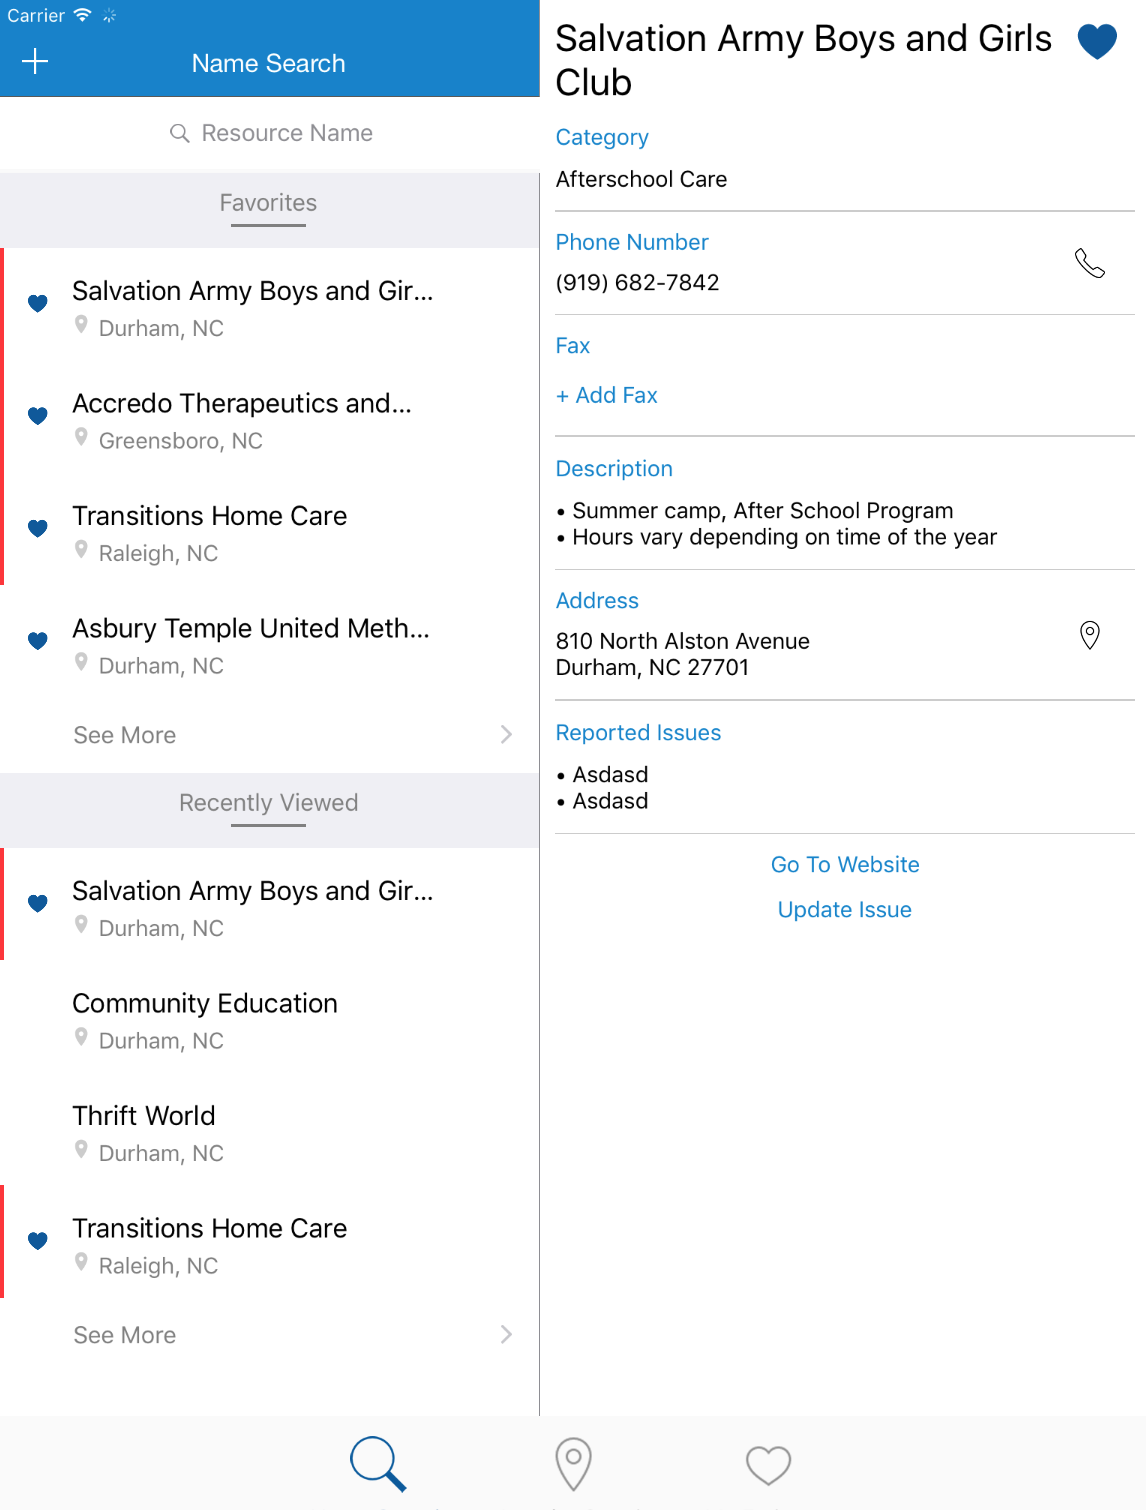 Carrier
Name Search
Resource Name
Favorites
Salvation Army Boys and Gir...
Durham, NC
Accredo Therapeutics and...
Greensboro, NC
Transitions Home Care
Raleigh, NC
Asbury Temple United Meth...
Durham, NC
See More
Recently Viewed
Salvation Army Boys and Gir...
Durham, NC
Community Education
Durham, NC
Thrift World
Durham, NC
Transitions Home Care
Raleigh, NC
See More
Salvation Army Boys and Girls
Club
Category
Afterschool Care
Phone Number
(919) 682-7842
Fax
+ Add Fax
Description
• Summer camp, After School Program
• Hours vary depending on time of the year
Address
810 North Alston Avenue
Durham, NC 27701
Reported Issues
• Asdasd
• Asdasd
Go To Website
Update Issue